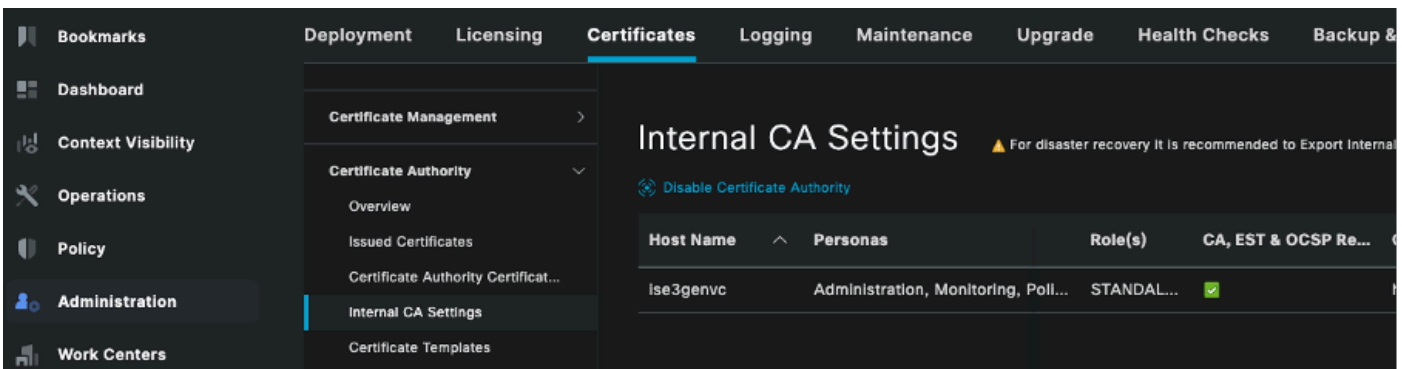 Bookmarks
Dashboard
Context Visibility
Operations
Policy
Administration
Work Centers
Deployment Licensing Certificates Logging Maintenance Upgrade Health Checks Backup &
Certificate Management
Certificate Authority
Overview
Issued Certificates
Certificate Authority Certificat...
Internal CA Settings
Certificate Templates
Internal CA Settings
For disaster recovery it is recommended to Export Internal
Disable Certificate Authority
Host Name Personas Role(s) CA, EST & OCSP Re...
ise3genvc Administration, Monitoring, Poli... STANDAL...